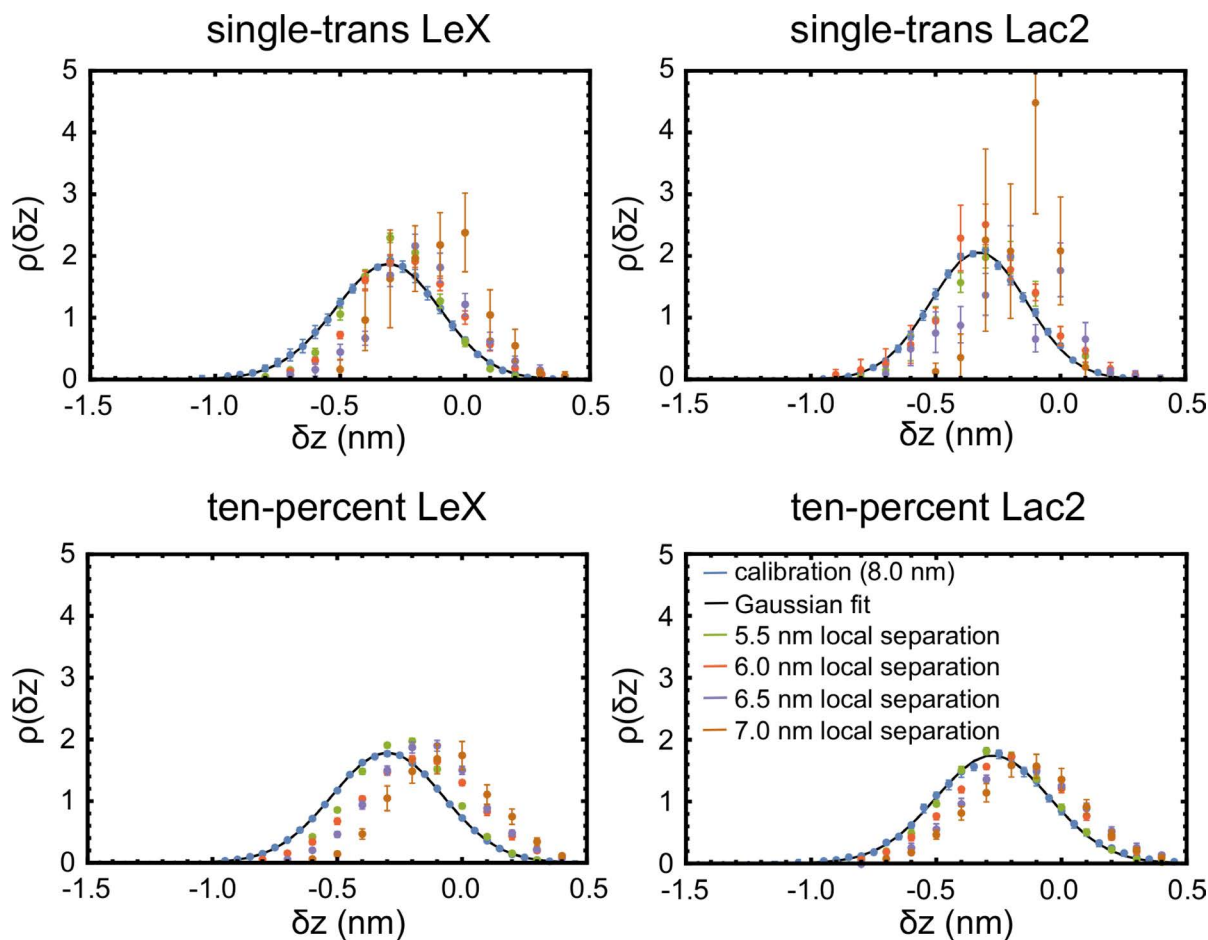 single-trans LeX
single-trans Lac2
5
4
3
2
1
0
ρ(δz)
-1.5 -1.0 -0.5 0.0 0.5
δz (nm)
5
4
3
2
1
0
ρ(δz)
-1.5 -1.0 -0.5 0.0 0.5
δz (nm)
ten-percent LeX
ten-percent Lac2
5
4
3
2
1
0
ρ(δz)
-1.5 -1.0 -0.5 0.0 0.5
δz (nm)
5
4
3
2
1
0
ρ(δz)
calibration (8.0 nm)
Gaussian fit
5.5 nm local separation
6.0 nm local separation
6.5 nm local separation
7.0 nm local separation
-1.5 -1.0 -0.5 0.0 0.5
δz (nm)